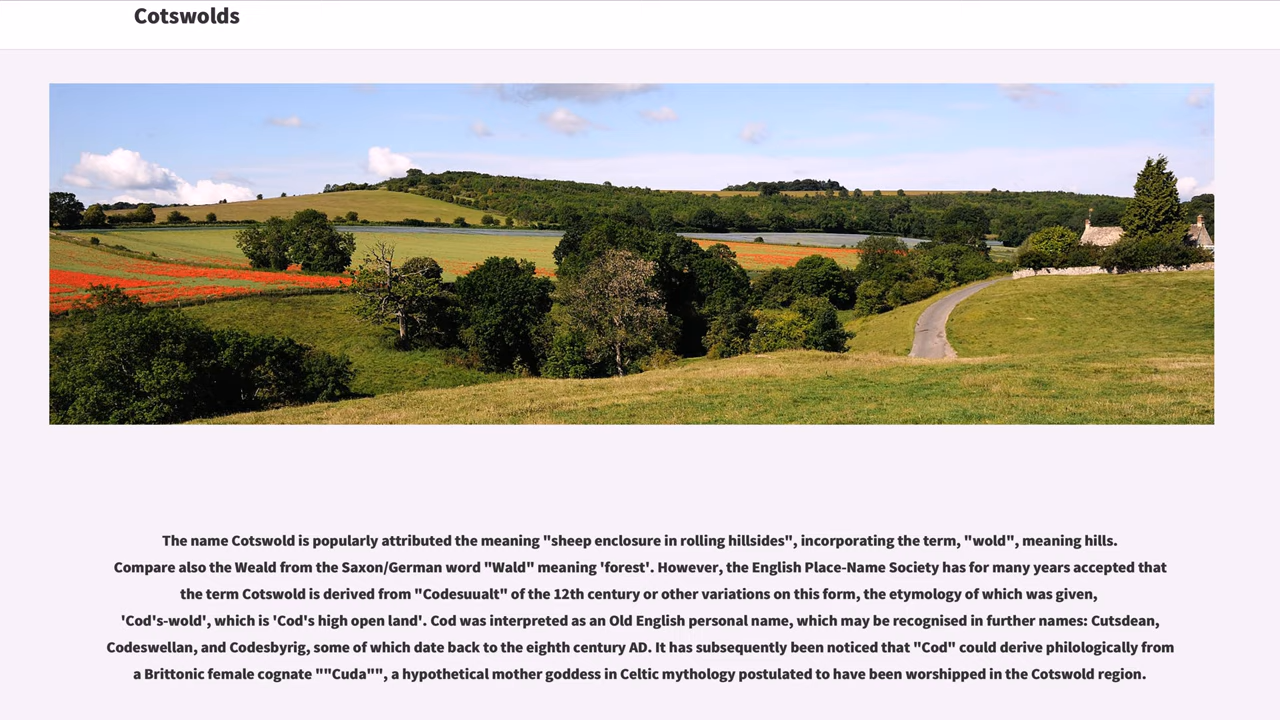 Cotswolds
The name Cotswold is popularly attributed the meaning "sheep enclosure in rolling hillsides", incorporating the term, "wold", meaning hills.
Compare also the Weald from the Saxon/German word "Wald" meaning 'forest'. However, the English Place-Name Society has for many years accepted that
the term Cotswold is derived from "Codesuualt" of the 12th century or other variations on this form, the etymology of which was given,
'Cod's-wold', which is 'Cod's high open land'. Cod was interpreted as an Old English personal name, which may be recognised in further names: Cutsdean,
Codeswellan, and Codesbyrig, some of which date back to the eighth century AD. It has subsequently been noticed that "Cod" could derive philologically from
a Brittonic female cognate ""Cuda"", a hypothetical mother goddess in Celtic mythology postulated to have been worshipped in the Cotswold region.